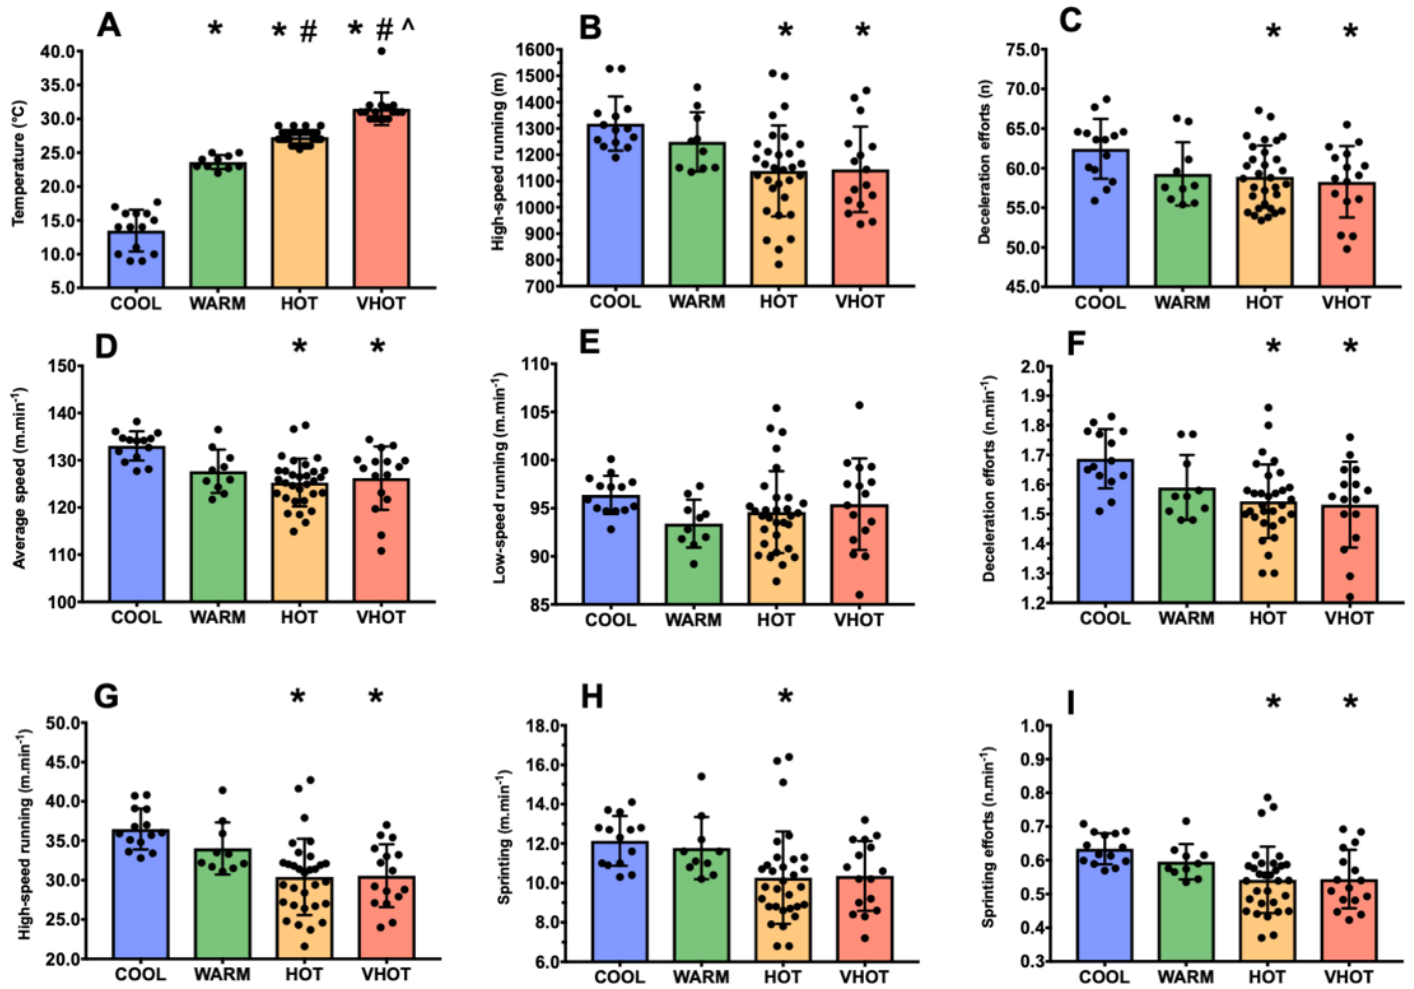 A * * # * # ^
Temperature (°C)
40.0
35.0
30.0
25.0
20.0
15.0
10.0
5.0
COOL WARM HOT VHOT
B * *
High-speed running (m)
1600
1500
1400
1300
1200
1100
1000
900
800
700
COOL WARM HOT VHOT
C * *
Deceleration efforts (n)
75.0
70.0
65.0
60.0
55.0
50.0
45.0
COOL WARM HOT VHOT
D * *
Average speed (m.min⁻¹)
150
140
130
120
110
100
COOL WARM HOT VHOT
E
Low-speed running (m.min⁻¹)
110
105
100
95
90
85
COOL WARM HOT VHOT
F * *
Deceleration efforts (n.min⁻¹)
2.0
1.9
1.8
1.7
1.6
1.5
1.4
1.3
1.2
COOL WARM HOT VHOT
G * *
High-speed running (m.min⁻¹)
50.0
45.0
40.0
35.0
30.0
25.0
20.0
COOL WARM HOT VHOT
H *
Sprinting (m.min⁻¹)
18.0
16.0
14.0
12.0
10.0
8.0
6.0
COOL WARM HOT VHOT
I * *
Sprinting efforts (n.min⁻¹)
1.0
0.9
0.8
0.7
0.6
0.5
0.4
0.3
COOL WARM HOT VHOT